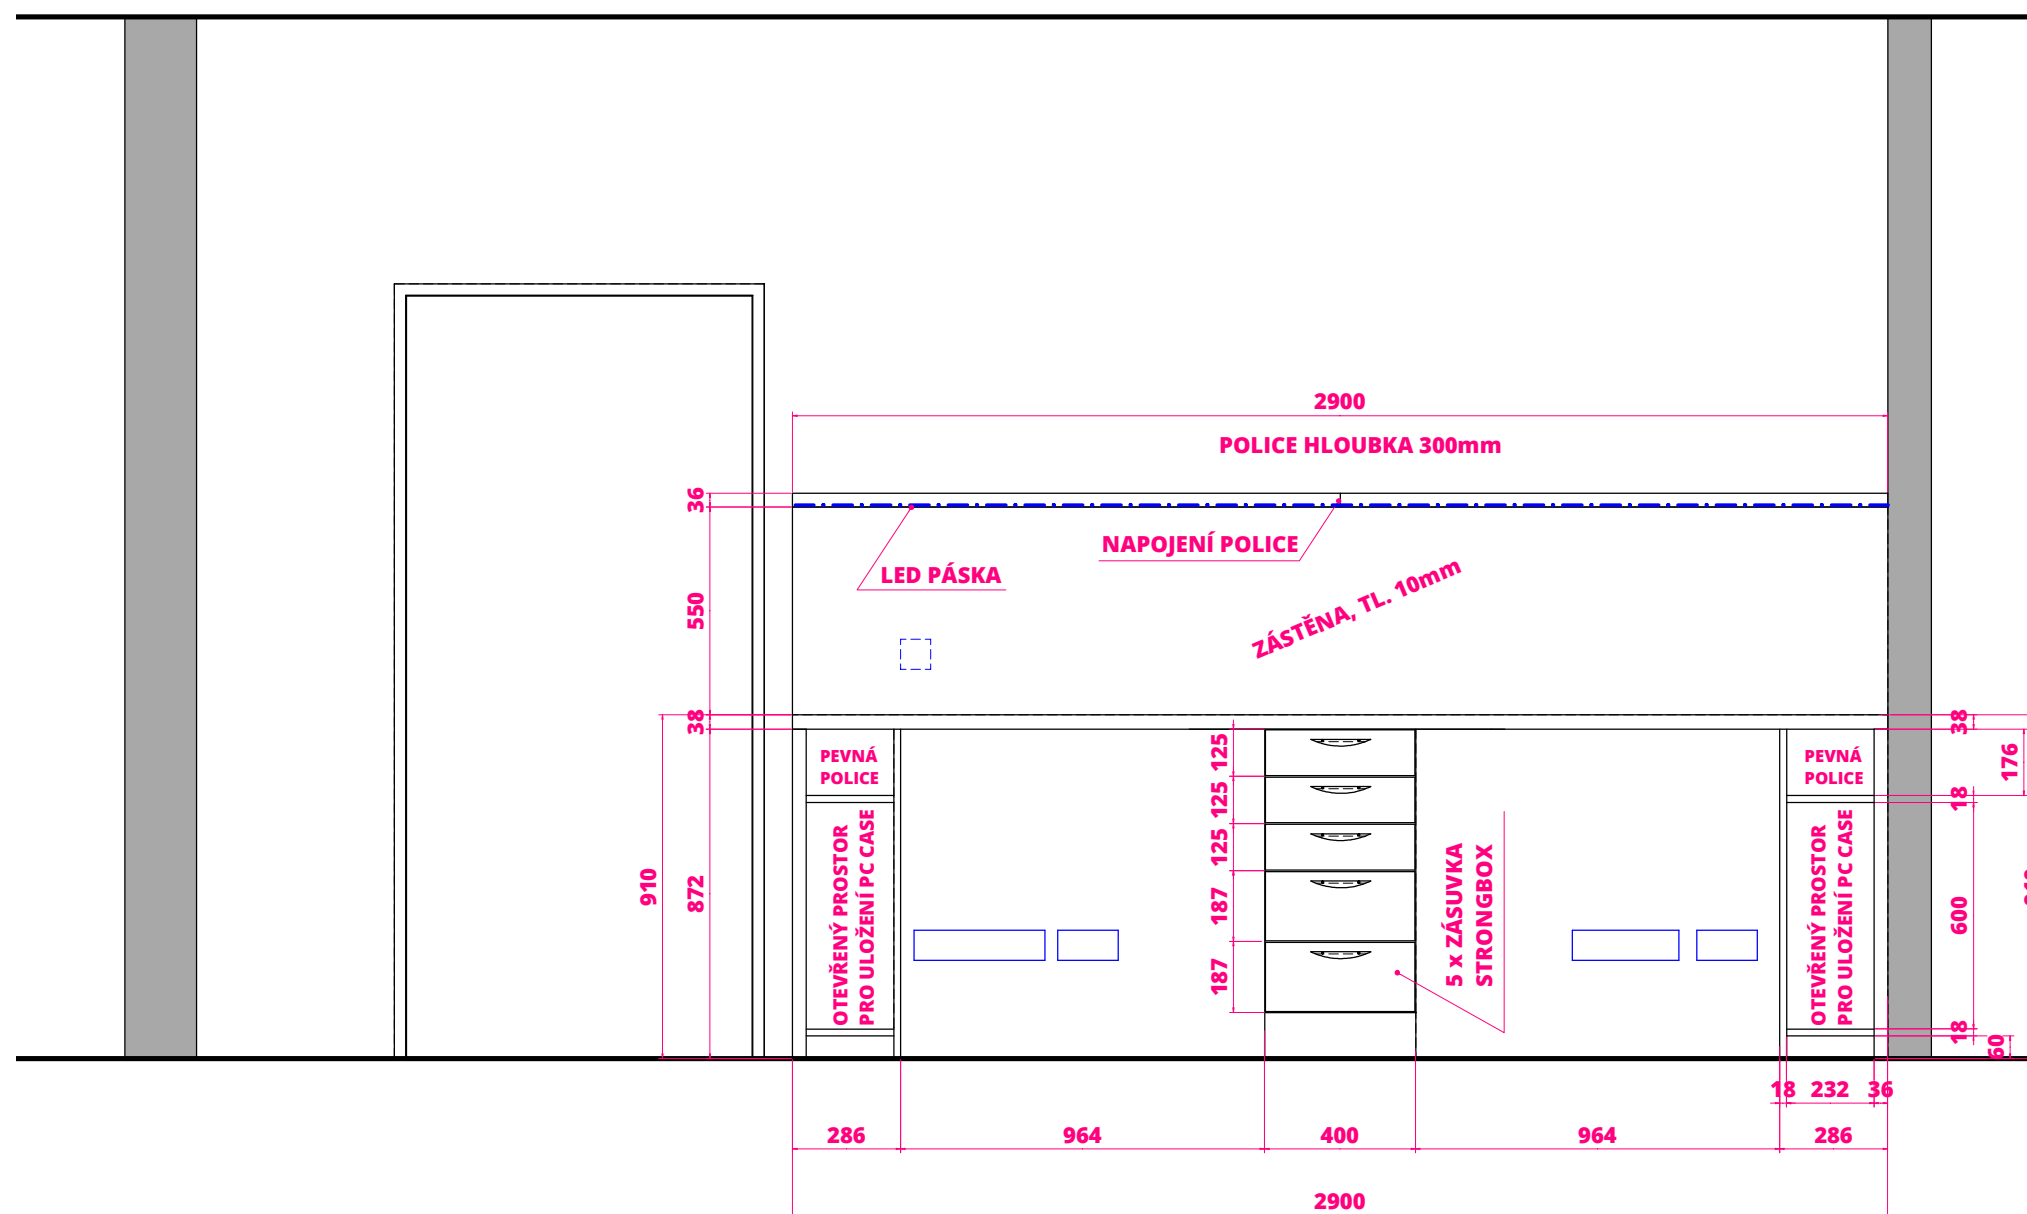 2900
POLICE HLOUBKA 300mm
36
NAPOJENÍ POLICE
LED PÁSKA
ZÁSTĚNA, TL. 10mm
550
38
38
PEVNÁ
POLICE
125
PEVNÁ
POLICE
176
125
18
125
OTEVŘENÝ PROSTOR
PRO ULOŽENÍ PC CASE
910
872
187
187
5 x ZÁSUVKA
STRONGBOX
OTEVŘENÝ PROSTOR
PRO ULOŽENÍ PC CASE
600
18
60
18
232
36
286
964
400
964
286
2900